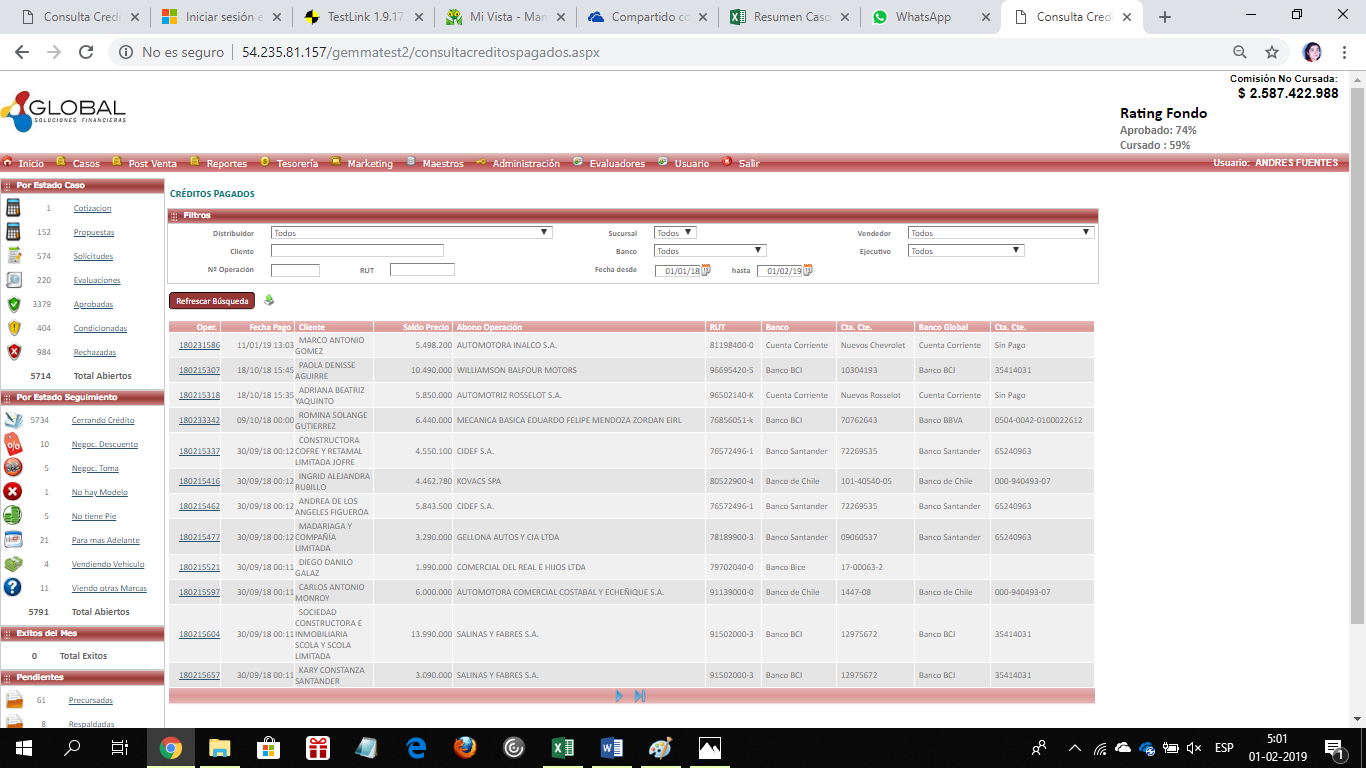 Consulta Credi
Iniciar sesión e
TestLink 1.9.17
Mi Vista - Man
Compartido co
Resumen Caso
WhatsApp
Consulta Credi
No es seguro | 54.235.81.157/gemmatest2/consultacreditospagados.aspx
Comisión No Cursada:
$ 2.587.422.988
GLOBAL
SOLUCIONES FINANCIERAS
Rating Fondo
Aprobado: 74%
Cursado : 59%
Inicio Casos Post Venta Reportes Tesorería Marketing Maestros Administración Evaluadores Usuario Salir Usuario: ANDRES FUENTES
Por Estado Caso
1 Cotizacion
152 Propuestas
574 Solicitudes
220 Evaluaciones
3379 Aprobadas
404 Condicionadas
984 Rechazadas
5714 Total Abiertos
Por Estado Seguimiento
5734 Cerrando Crédito
10 Negoc. Descuento
5 Negoc. Toma
1 No hay Modelo
5 No tiene Pie
21 Para mas Adelante
4 Vendiendo Vehiculo
11 Viendo otras Marcas
5791 Total Abiertos
Exitos del Mes
0 Total Exitos
Pendientes
61 Precursadas
8 Respaldadas
CRÉDITOS PAGADOS
Filtros
Distribuidor Todos Sucursal Todos Vendedor Todos
Cliente Banco Todos Ejecutivo Todos
Nº Operación RUT Fecha desde 01/01/18 hasta 01/02/19
Refrescar Búsqueda
Oper. Fecha Pago Cliente Saldo Precio Abono Operación RUT Banco Cta. Cte. Banco Global Cta. Cte.
180231586 11/01/19 13:03 MARCO ANTONIO GOMEZ 5.498.200 AUTOMOTORA INALCO S.A. 81198400-0 Cuenta Corriente Nuevos Chevrolet Cuenta Corriente Sin Pago
180215307 18/10/18 15:45 PAOLA DENISSE AGUIRRE 10.490.000 WILLIAMSON BALFOUR MOTORS 96695420-5 Banco BCI 10304193 Banco BCI 35414031
180215318 18/10/18 15:35 ADRIANA BEATRIZ YAQUINTO 5.850.000 AUTOMOTRIZ ROSSELOT S.A. 96502140-K Cuenta Corriente Nuevos Rosselot Cuenta Corriente Sin Pago
180233342 09/10/18 00:00 ROMINA SOLANGE GUTIERREZ 6.440.000 MECANICA BASICA EDUARDO FELIPE MENDOZA ZORDAN EIRL 76856051-k Banco BCI 70762643 Banco BBVA 0504-0042-0100022612
180215337 30/09/18 00:12 CONSTRUCTORA COFRE Y RETAMAL LIMITADA JOFRE 4.550.100 CIDEF S.A. 76572496-1 Banco Santander 72269535 Banco Santander 65240963
180215416 30/09/18 00:12 INGRID ALEJANDRA RUBILLO 4.462.780 KOVACS SPA 80522900-4 Banco de Chile 101-40540-05 Banco de Chile 000-940493-07
180215462 30/09/18 00:12 ANDREA DE LOS ANGELES FIGUEROA 5.843.500 CIDEF S.A. 76572496-1 Banco Santander 72269535 Banco Santander 65240963
180215477 30/09/18 00:12 MADARIAGA Y COMPAÑÍA LIMITADA 3.290.000 GELLONA AUTOS Y CIA LTDA 78189900-3 Banco Santander 09060537 Banco Santander 65240963
180215521 30/09/18 00:11 DIEGO DANILO GALAZ 1.990.000 COMERCIAL DEL REAL E HIJOS LTDA 79702040-0 Banco Bice 17-00063-2
180215597 30/09/18 00:11 CARLOS ANTONIO MONROY 6.000.000 AUTOMOTORA COMERCIAL COSTABAL Y ECHEÑIQUE S.A. 91139000-0 Banco de Chile 1447-08 Banco de Chile 000-940493-07
180215604 30/09/18 00:11 SOCIEDAD CONSTRUCTORA E INMOBILIARIA SCOLA Y SCOLA LIMITADA 13.990.000 SALINAS Y FABRES S.A. 91502000-3 Banco BCI 12975672 Banco BCI 35414031
180215657 30/09/18 00:11 KARY CONSTANZA SANTANDER 3.090.000 SALINAS Y FABRES S.A. 91502000-3 Banco BCI 12975672 Banco BCI 35414031
ESP
5:01
01-02-2019
1